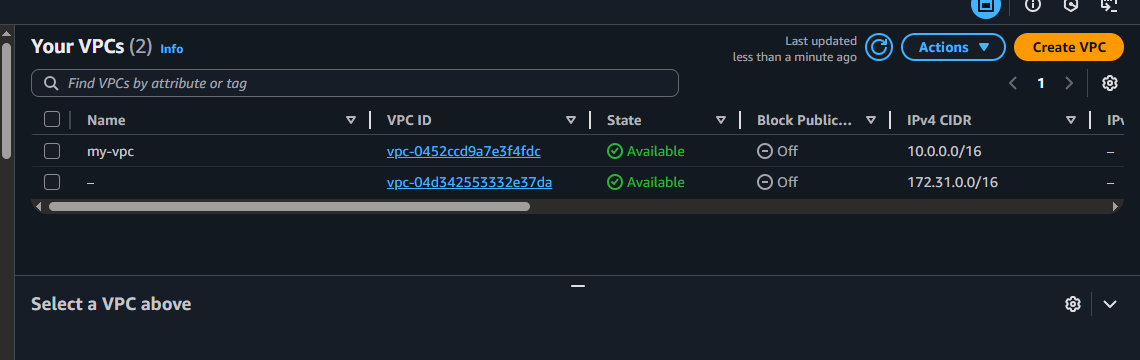 Your VPCs (2) Info
Last updated
less than a minute ago
Actions
Create VPC
Find VPCs by attribute or tag
1
Name VPC ID State Block Public... IPv4 CIDR IPv
my-vpc vpc-0452ccd9a7e3f4fdc Available Off 10.0.0.0/16 –
– vpc-04d342553332e37da Available Off 172.31.0.0/16 –
Select a VPC above